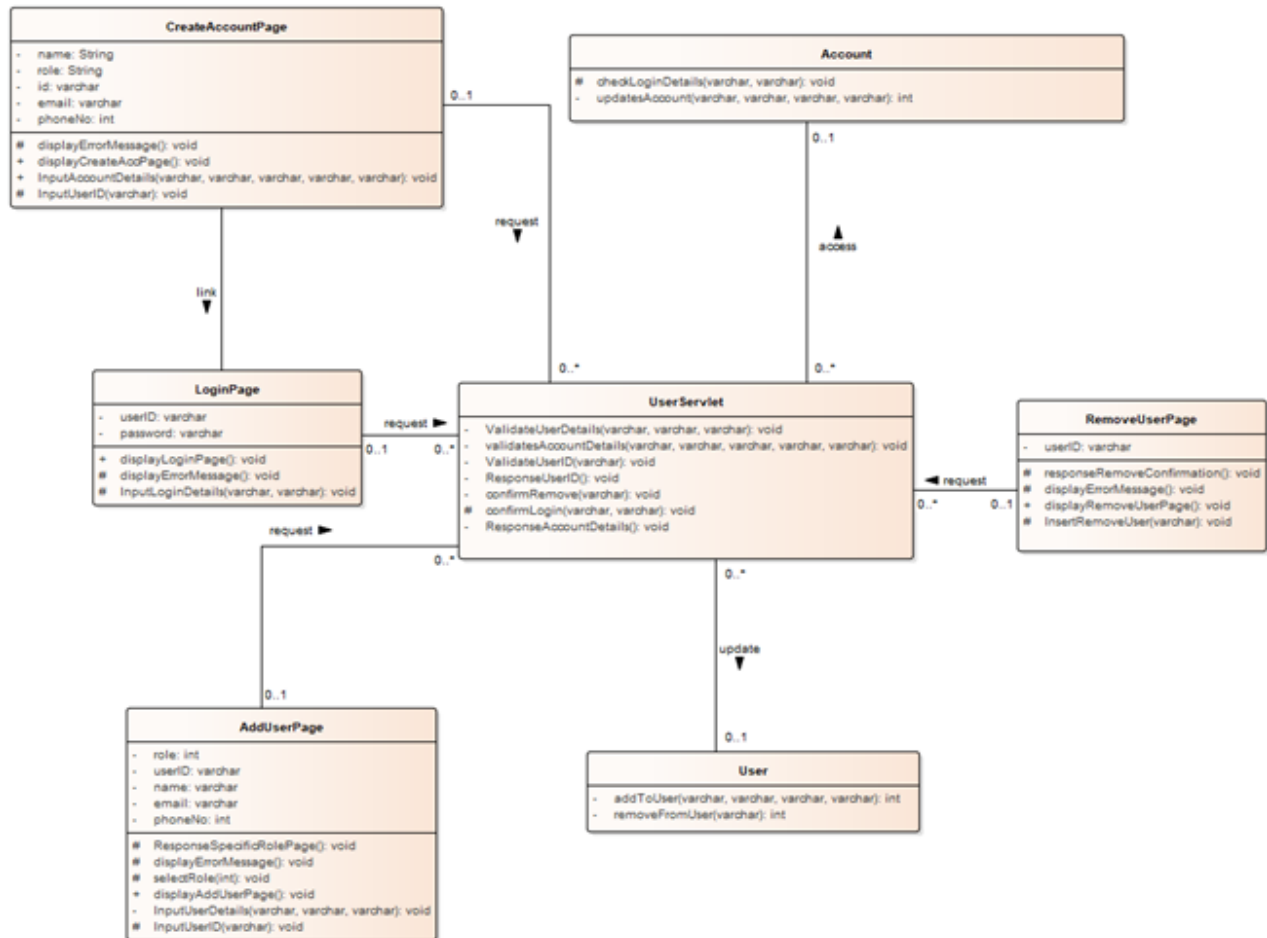 CreateAccountPage
- name: String
- role: String
- id: varchar
- email: varchar
- phoneNo: int
# displayErrorMessage(): void
+ displayCreateAccPage(): void
+ InputAccountDetails(varchar, varchar, varchar, varchar, varchar): void
# InputUserID(varchar): void
0..1
request
0..*
Account
# checkLoginDetails(varchar, varchar): void
- updatesAccount(varchar, varchar, varchar, varchar): int
0..1
access
0..*
link
LoginPage
- userID: varchar
- password: varchar
+ displayLoginPage(): void
# displayErrorMessage(): void
# InputLoginDetails(varchar, varchar): void
request
0..1
0..*
UserServlet
- ValidateUserDetails(varchar, varchar, varchar): void
- validatesAccountDetails(varchar, varchar, varchar, varchar, varchar): void
- ValidateUserID(varchar): void
- ResponseUserID(): void
- confirmRemove(varchar): void
# confirmLogin(varchar, varchar): void
- ResponseAccountDetails(): void
request
0..*
0..1
RemoveUserPage
- userID: varchar
# responseRemoveConfirmation(): void
# displayErrorMessage(): void
+ displayRemoveUserPage(): void
# InsertRemoveUser(varchar): void
request
0..*
0..1
0..*
update
0..1
AddUserPage
- role: int
- userID: varchar
- name: varchar
- email: varchar
- phoneNo: int
# ResponseSpecificRolePage(): void
# displayErrorMessage(): void
# selectRole(int): void
+ displayAddUserPage(): void
- InputUserDetails(varchar, varchar, varchar): void
# InputUserID(varchar): void
User
- addToUser(varchar, varchar, varchar, varchar): int
- removeFromUser(varchar): int